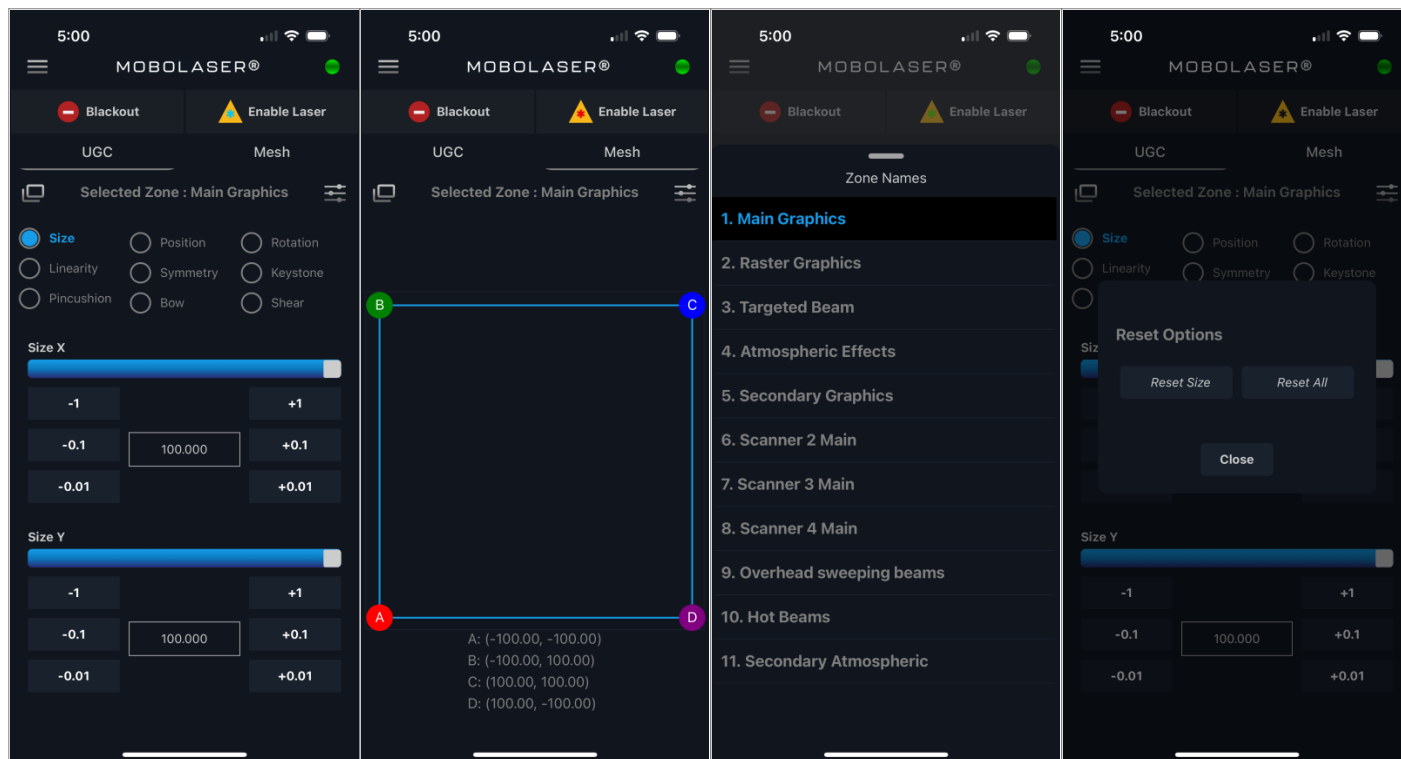 5:00
MOBOLASER®
Blackout Enable Laser
UGC Mesh
Selected Zone : Main Graphics
Size Position Rotation
Linearity Symmetry Keystone
Pincushion Bow Shear
Size X
-1 +1
-0.1 100.000 +0.1
-0.01 +0.01
Size Y
-1 +1
-0.1 100.000 +0.1
-0.01 +0.01
5:00
MOBOLASER®
Blackout Enable Laser
UGC Mesh
Selected Zone : Main Graphics
B C
A D
A: (-100.00, -100.00)
B: (-100.00, 100.00)
C: (100.00, 100.00)
D: (100.00, -100.00)
5:00
MOBOLASER®
Blackout Enable Laser
Zone Names
1. Main Graphics
2. Raster Graphics
3. Targeted Beam
4. Atmospheric Effects
5. Secondary Graphics
6. Scanner 2 Main
7. Scanner 3 Main
8. Scanner 4 Main
9. Overhead sweeping beams
10. Hot Beams
11. Secondary Atmospheric
5:00
MOBOLASER®
Blackout Enable Laser
UGC Mesh
Selected Zone : Main Graphics
Size Position Rotation
Linearity Symmetry Keystone
Reset Options
Siz
Reset Size Reset All
Close
Size Y
-1 +1
-0.1 100.000 +0.1
-0.01 +0.01